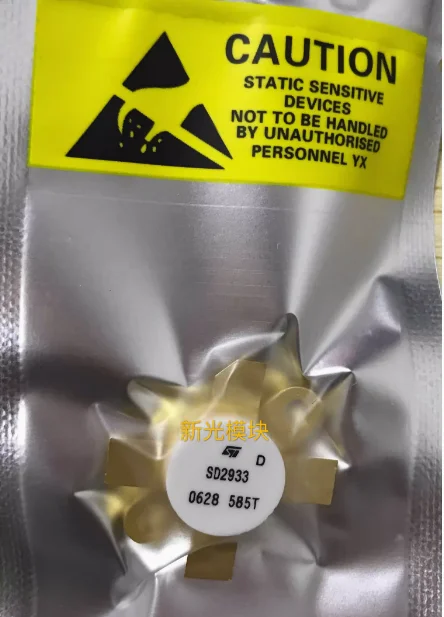 CAUTION
STATIC SENSITIVE
DEVICES
NOT TO BE HANDLED
BY UNAUTHORISED
PERSONNEL YX
新光模块
ST D
SD2933
0628 585T